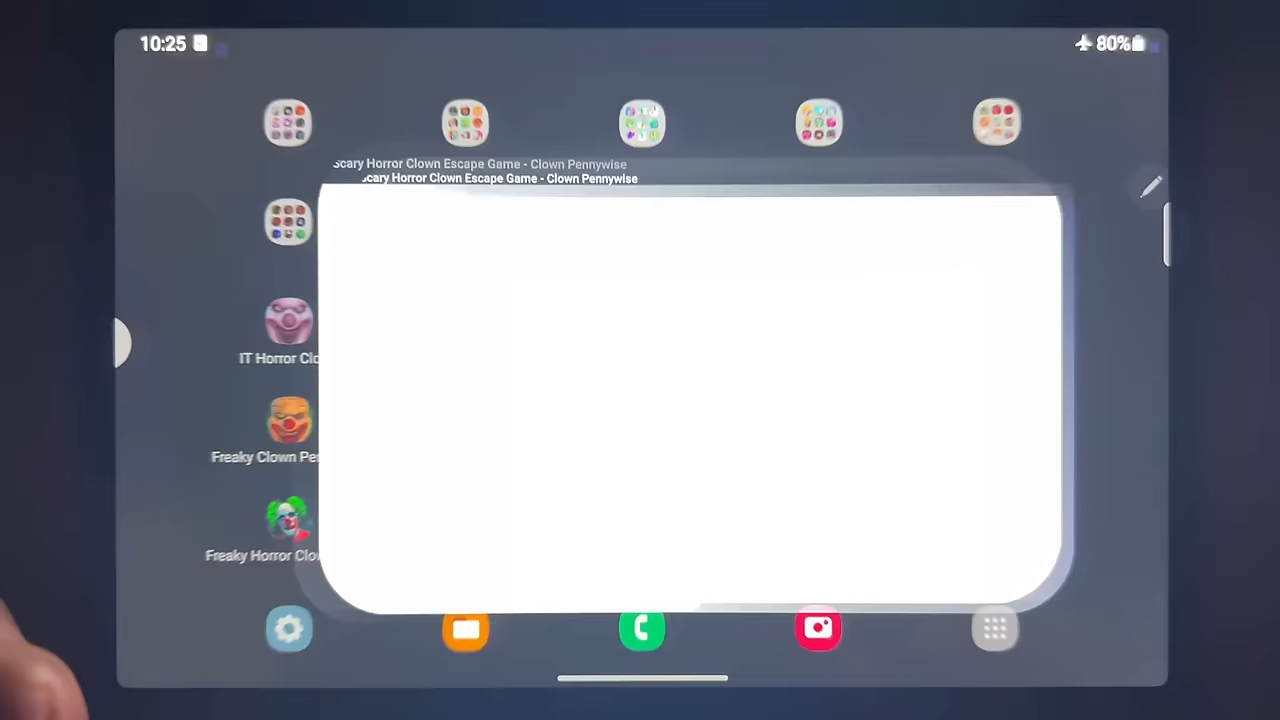 10:25
80%
Scary Horror Clown Escape Game - Clown Pennywise
Scary Horror Clown Escape Game - Clown Pennywise
IT Horror Clo
Freaky Clown Pe
Freaky Horror Clo